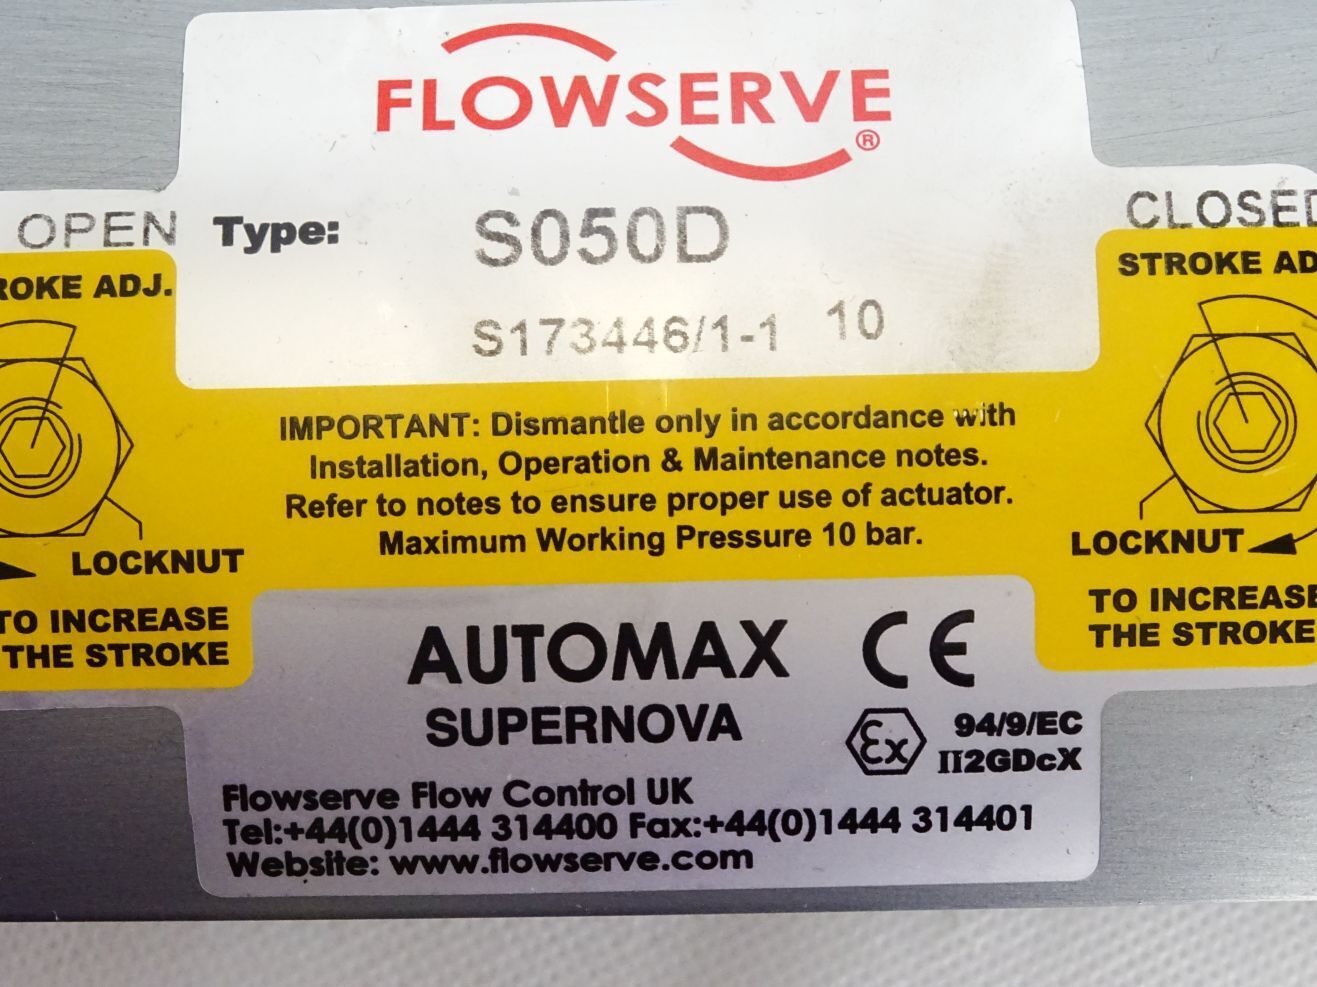 FLOWSERVE®
OPEN
Type: S050D
CLOSED
S173446/1-1 10
ROKE ADJ.
STROKE AD
IMPORTANT: Dismantle only in accordance with
Installation, Operation & Maintenance notes.
Refer to notes to ensure proper use of actuator.
Maximum Working Pressure 10 bar.
LOCKNUT
TO INCREASE
THE STROKE
LOCKNUT
TO INCREASE
THE STROKE
AUTOMAX CE
SUPERNOVA
Ex 94/9/EC
II2GDcX
Flowserve Flow Control UK
Tel:+44(0)1444 314400 Fax:+44(0)1444 314401
Website: www.flowserve.com